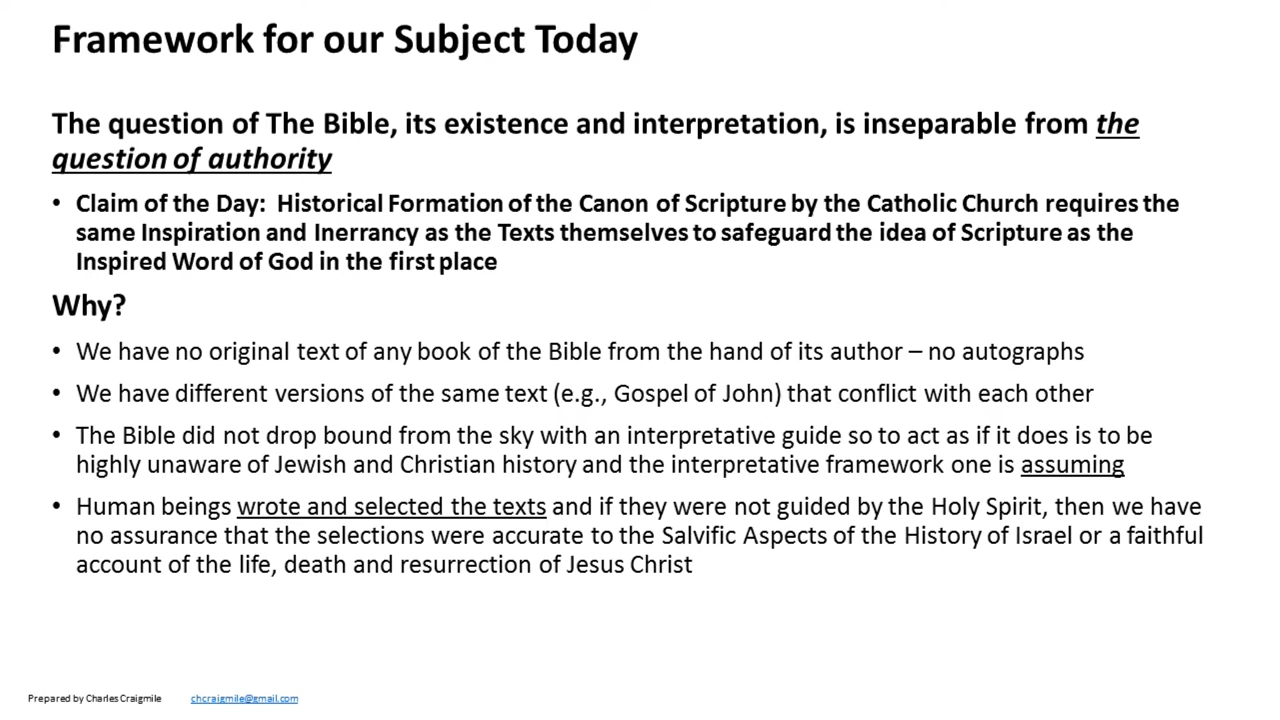 Framework for our Subject Today
The question of The Bible, its existence and interpretation, is inseparable from the
question of authority
• Claim of the Day:  Historical Formation of the Canon of Scripture by the Catholic Church requires the
same Inspiration and Inerrancy as the Texts themselves to safeguard the idea of Scripture as the
Inspired Word of God in the first place
Why?
• We have no original text of any book of the Bible from the hand of its author – no autographs
• We have different versions of the same text (e.g., Gospel of John) that conflict with each other
• The Bible did not drop bound from the sky with an interpretative guide so to act as if it does is to be
highly unaware of Jewish and Christian history and the interpretative framework one is assuming
• Human beings wrote and selected the texts and if they were not guided by the Holy Spirit, then we have
no assurance that the selections were accurate to the Salvific Aspects of the History of Israel or a faithful
account of the life, death and resurrection of Jesus Christ
Prepared by Charles Craigmile chcraigmile@gmail.com